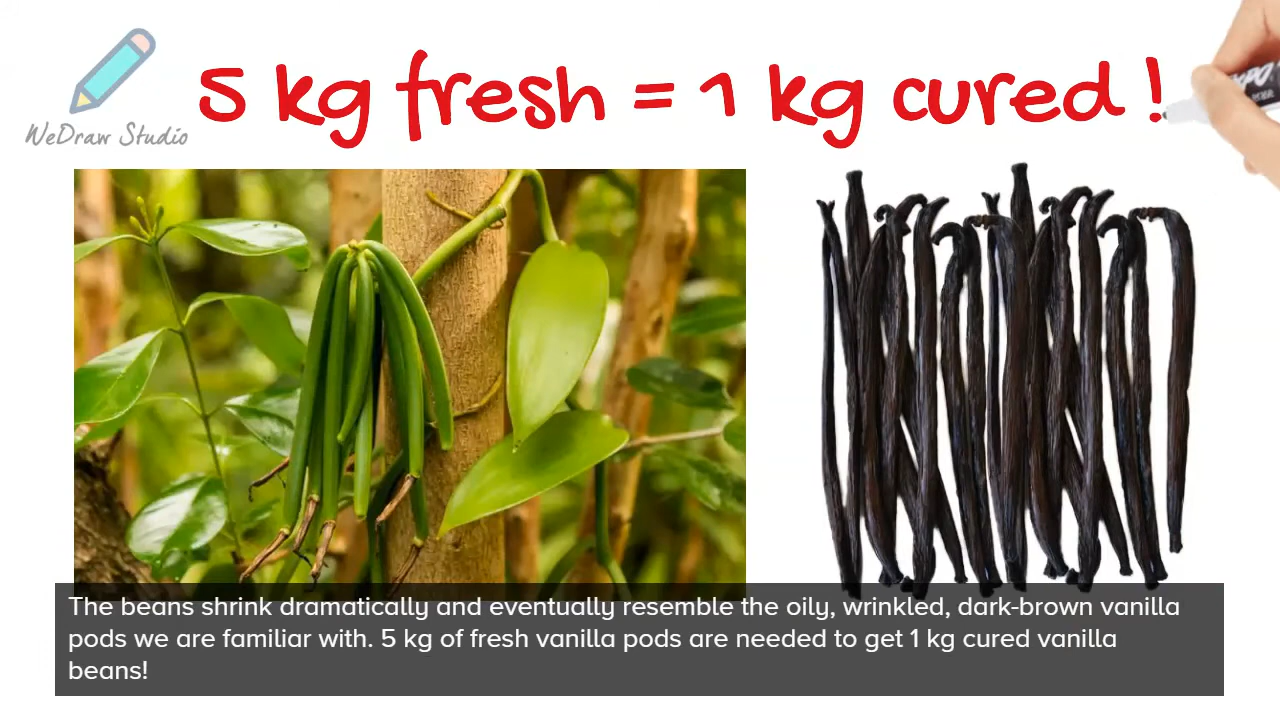 5 kg fresh = 1 kg cured !
WeDraw Studio
The beans shrink dramatically and eventually resemble the oily, wrinkled, dark-brown vanilla
pods we are familiar with. 5 kg of fresh vanilla pods are needed to get 1 kg cured vanilla
beans!